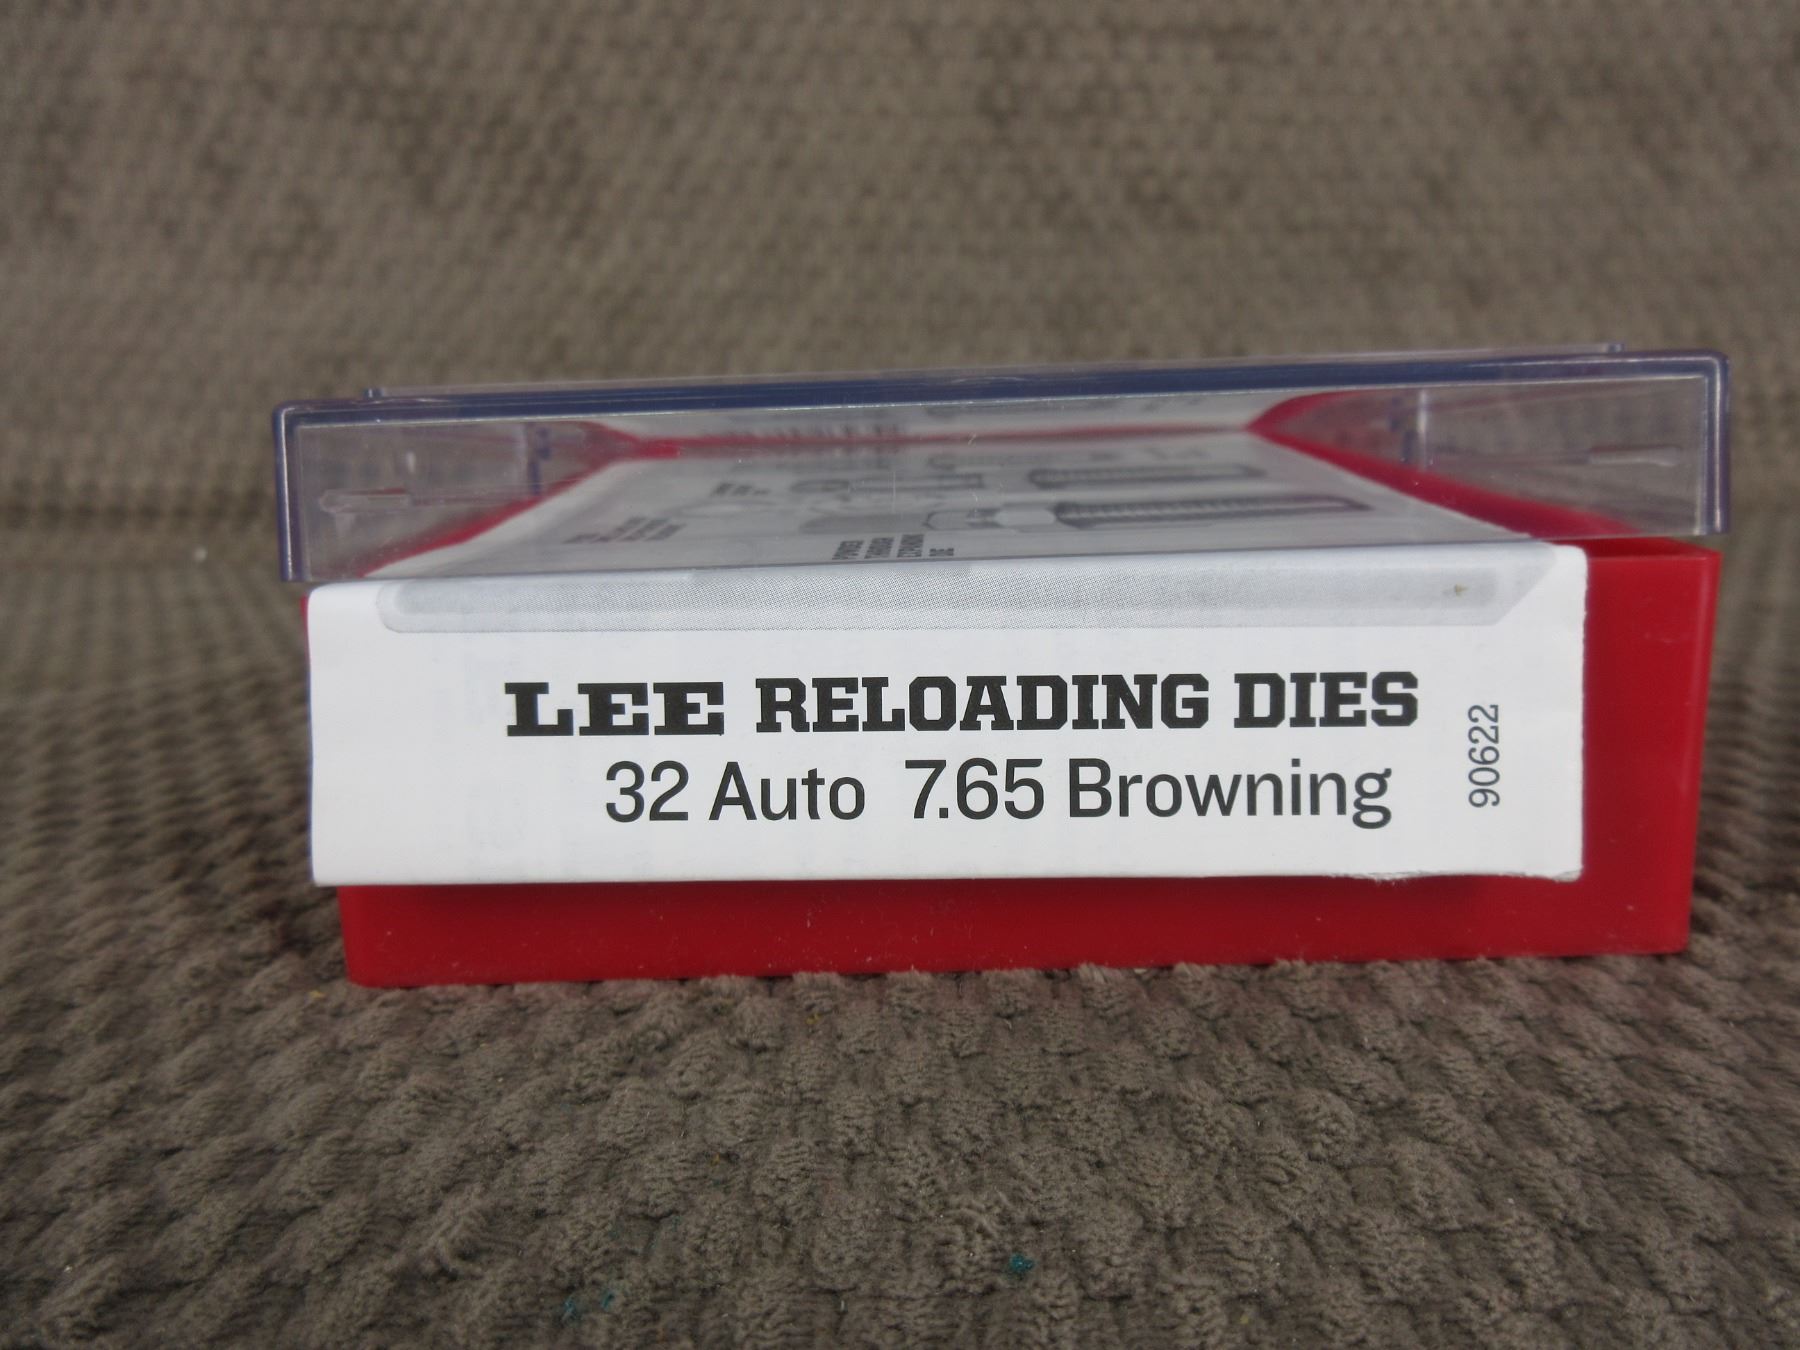 LEE RELOADING DIES
32 Auto 7.65 Browning
90622